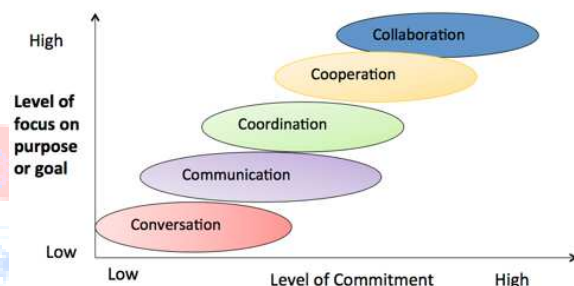 High
Collaboration
Cooperation
Level of
focus on
purpose
or goal
Coordination
Communication
Conversation
Low
Low
Level of Commitment
High